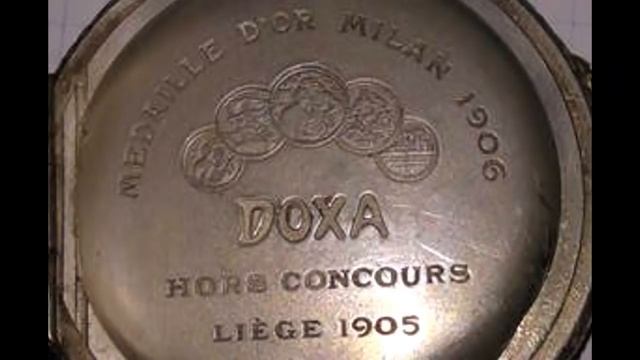 MEDAILLE D'OR MILAN 1906
DOXA
HORS CONCOURS
LIÈGE 1905